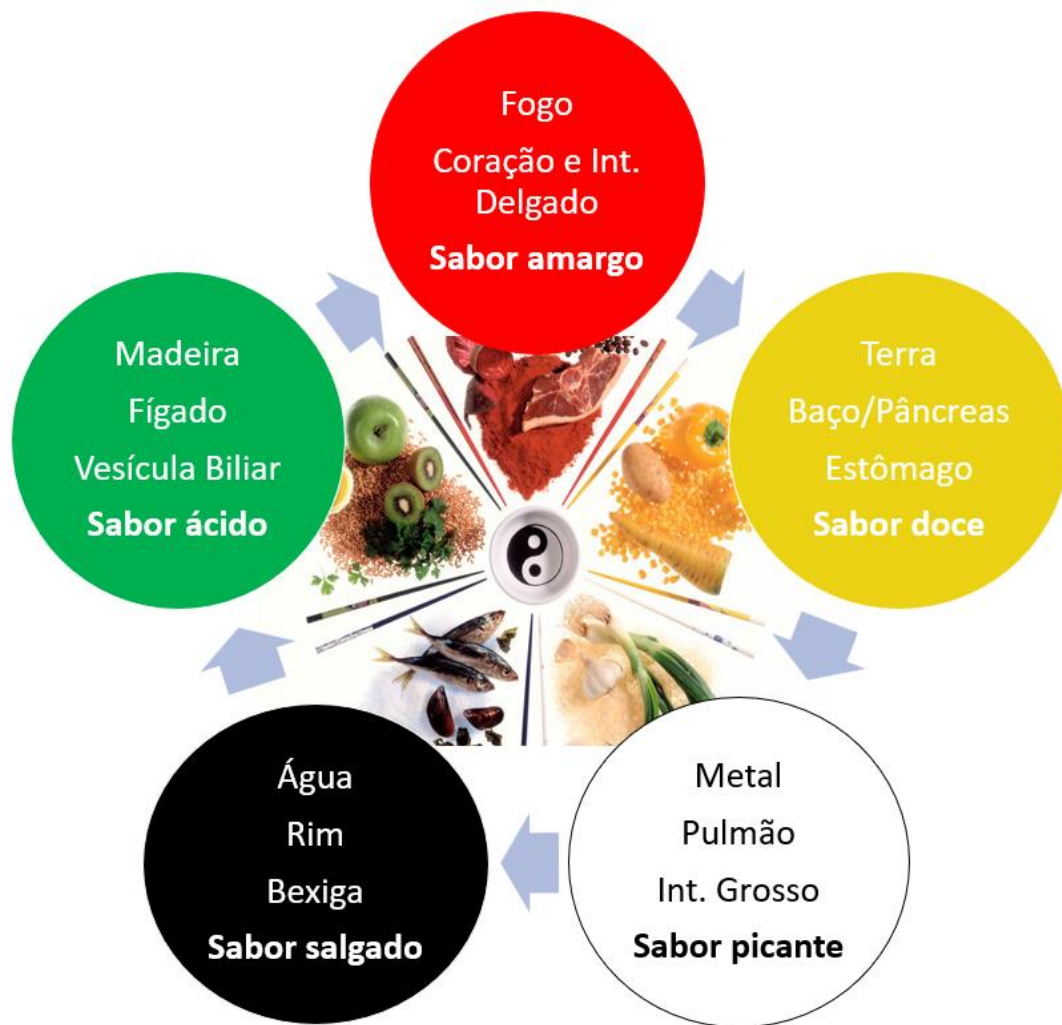 Fogo
Coração e Int.
Delgado
Sabor amargo
Madeira
Fígado
Vesícula Biliar
Sabor ácido
Terra
Baço/Pâncreas
Estômago
Sabor doce
Água
Rim
Bexiga
Sabor salgado
Metal
Pulmão
Int. Grosso
Sabor picante